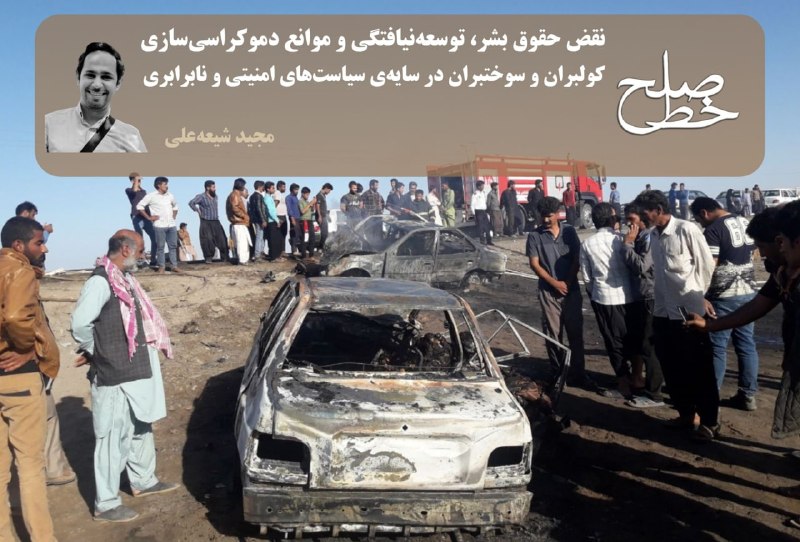 نقض حقوق بشر، توسعه‌نیافتگی و موانع دموکراسی‌سازی
کولبران و سوختبران در سایه‌ی سیاست‌های امنیتی و نابرابری
مجید شیعه‌علی
خط صلح